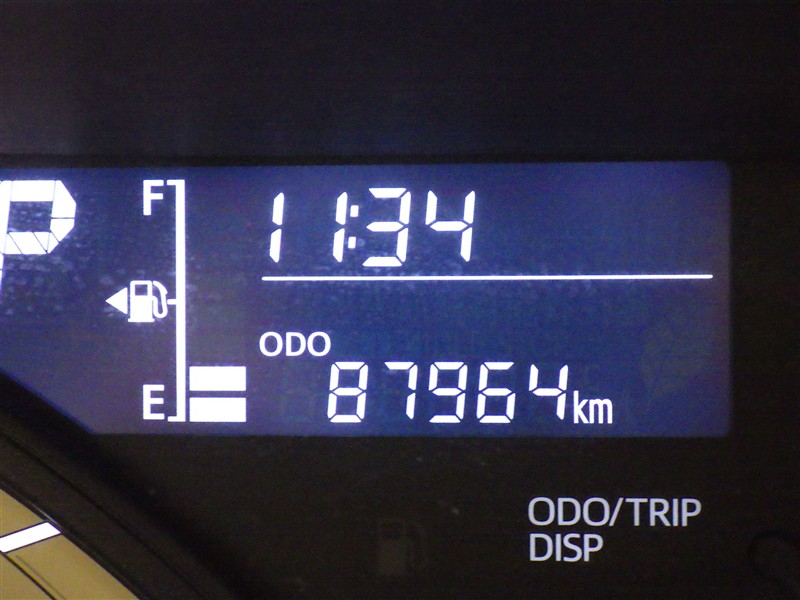 P
F
11:34
ODO
E
87964km
ODO/TRIP
DISP